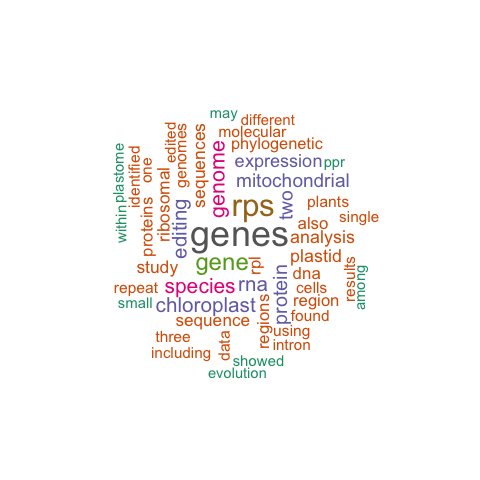 may
different
molecular
phylogenetic
expression
ppr
mitochondrial
plants
single
two
also
analysis
rps
genes
genome
sequences
genomes
edited
ribosomal
one
proteins
identified
plastome
within
editing
gene
rpl
plastid
dna
study
species
rna
protein
cells
repeat
region
results
among
small
chloroplast
regions
found
sequence
using
three
data
intron
including
showed
evolution